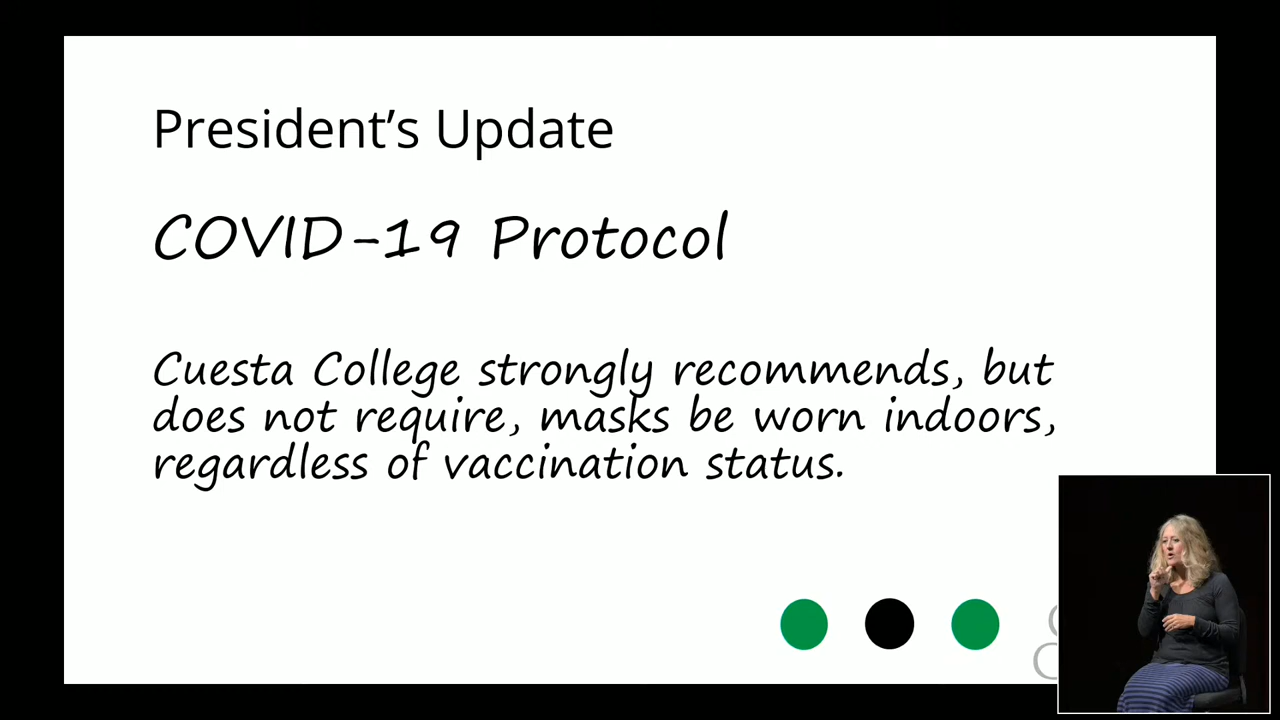 President’s Update
COVID-19 Protocol
Cuesta College strongly recommends, but
does not require, masks be worn indoors,
regardless of vaccination status.